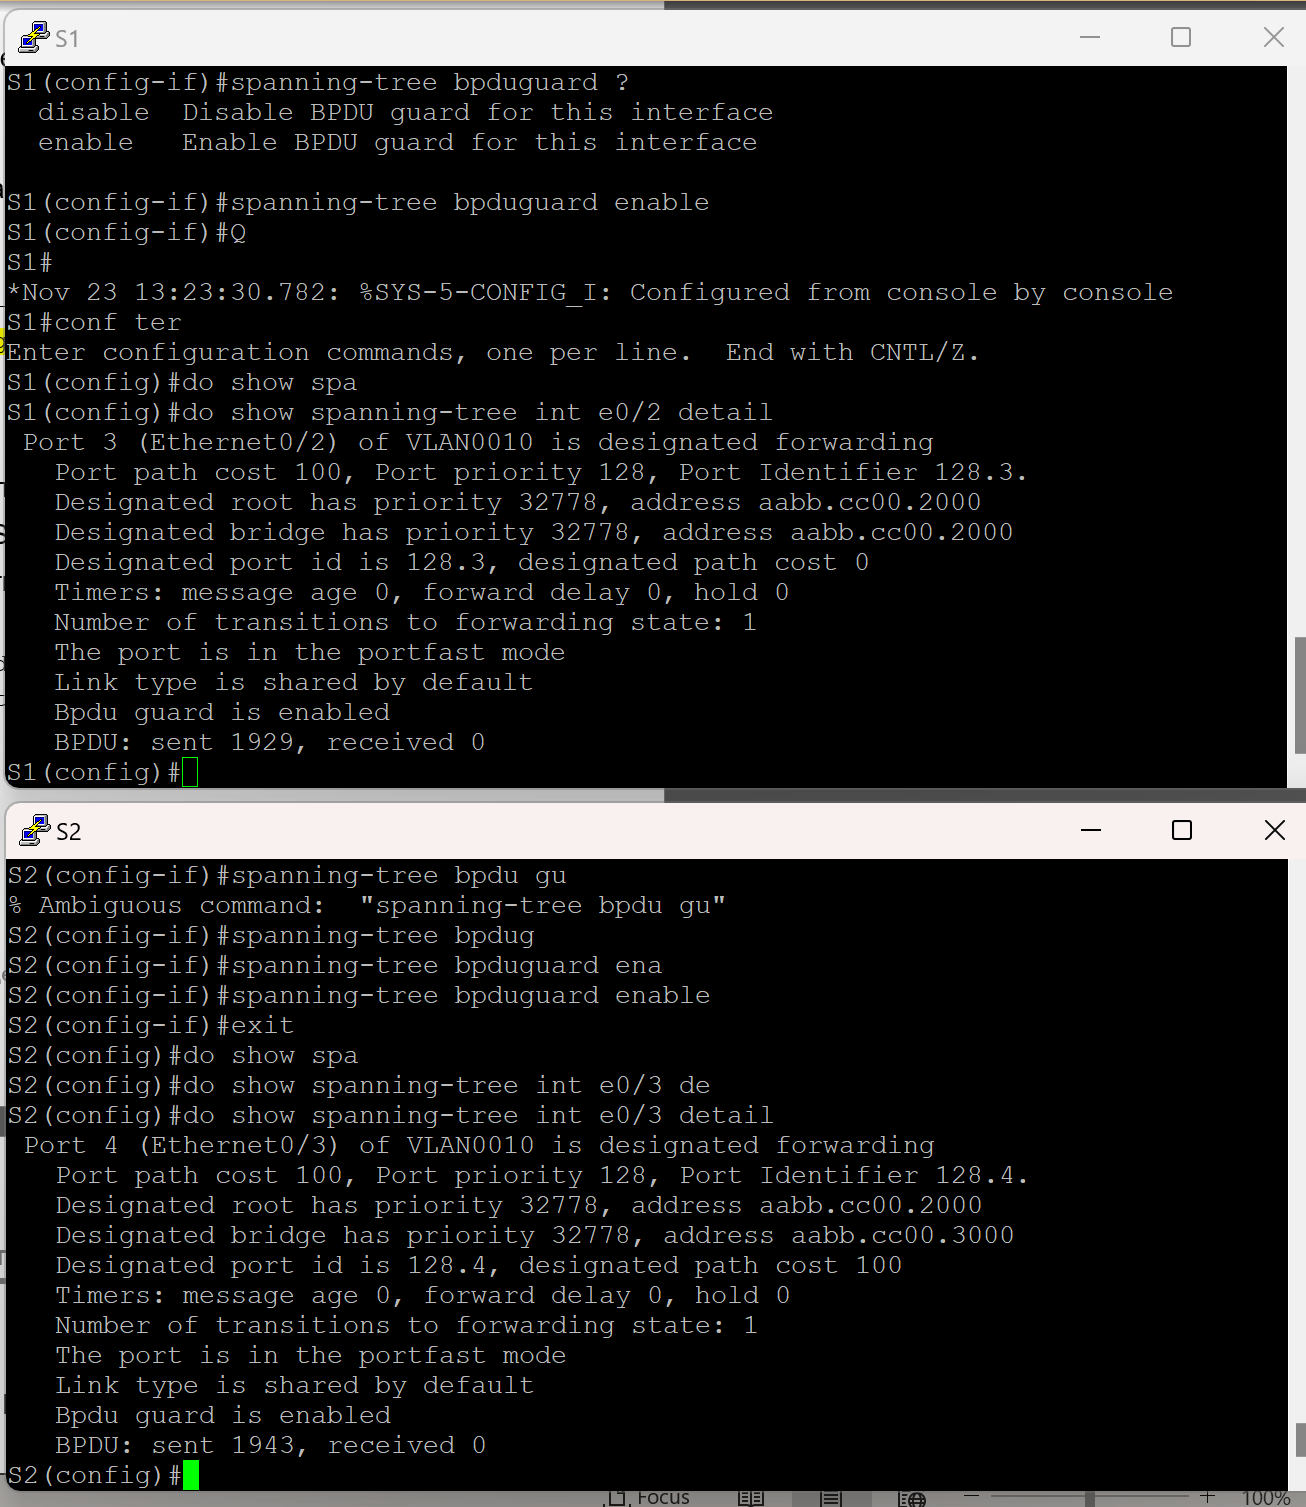 S1
S1(config-if)#spanning-tree bpduguard ?
  disable  Disable BPDU guard for this interface
  enable   Enable BPDU guard for this interface
S1(config-if)#spanning-tree bpduguard enable
S1(config-if)#Q
S1#
*Nov 23 13:23:30.782: %SYS-5-CONFIG_I: Configured from console by console
S1#conf ter
Enter configuration commands, one per line.  End with CNTL/Z.
S1(config)#do show spa
S1(config)#do show spanning-tree int e0/2 detail
 Port 3 (Ethernet0/2) of VLAN0010 is designated forwarding
   Port path cost 100, Port priority 128, Port Identifier 128.3.
   Designated root has priority 32778, address aabb.cc00.2000
   Designated bridge has priority 32778, address aabb.cc00.2000
   Designated port id is 128.3, designated path cost 0
   Timers: message age 0, forward delay 0, hold 0
   Number of transitions to forwarding state: 1
   The port is in the portfast mode
   Link type is shared by default
   Bpdu guard is enabled
   BPDU: sent 1929, received 0
S1(config)#
S2
S2(config-if)#spanning-tree bpdu gu
% Ambiguous command:  "spanning-tree bpdu gu"
S2(config-if)#spanning-tree bpdug
S2(config-if)#spanning-tree bpduguard ena
S2(config-if)#spanning-tree bpduguard enable
S2(config-if)#exit
S2(config)#do show spa
S2(config)#do show spanning-tree int e0/3 de
S2(config)#do show spanning-tree int e0/3 detail
 Port 4 (Ethernet0/3) of VLAN0010 is designated forwarding
   Port path cost 100, Port priority 128, Port Identifier 128.4.
   Designated root has priority 32778, address aabb.cc00.2000
   Designated bridge has priority 32778, address aabb.cc00.3000
   Designated port id is 128.4, designated path cost 100
   Timers: message age 0, forward delay 0, hold 0
   Number of transitions to forwarding state: 1
   The port is in the portfast mode
   Link type is shared by default
   Bpdu guard is enabled
   BPDU: sent 1943, received 0
S2(config)#
Focus 100%